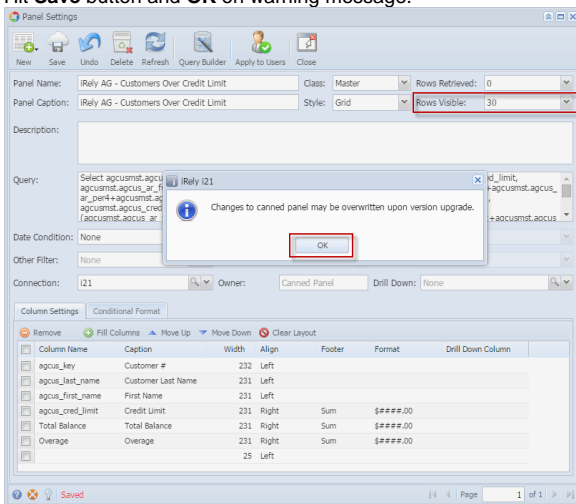 Hit Save button and OK on warning message.
Panel Settings
New Save Undo Delete Refresh Query Builder Apply to Users Close
Panel Name: iRely AG - Customers Over Credit Limit Class: Master Rows Retrieved: 0
Panel Caption: iRely AG - Customers Over Credit Limit Style: Grid Rows Visible: 30
Description:
Query: Select agcusmst.agcu ed_limit,
agcusmst.agcus_ar_f +agcusmst.agcus_
ar_per4+agcusmst.ag
agcusmst.agcus_cred
(agcusmst.agcus_ar +agcusmst.agcus
iRely i21
Changes to canned panel may be overwritten upon version upgrade.
OK
Date Condition: None
Other Filter: None
Connection: i21 Owner: Canned Panel Drill Down: None
Column Settings Conditional Format
Remove Fill Columns Move Up Move Down Clear Layout
Column Name Caption Width Align Footer Format Drill Down Column
agcus_key Customer # 232 Left
agcus_last_name Customer Last Name 231 Left
agcus_first_name First Name 231 Left
agcus_cred_limit Credit Limit 231 Right Sum $####.00
Total Balance Total Balance 231 Right Sum $####.00
Overage Overage 231 Right Sum $####.00
25 Left
Saved Page 1 of 1